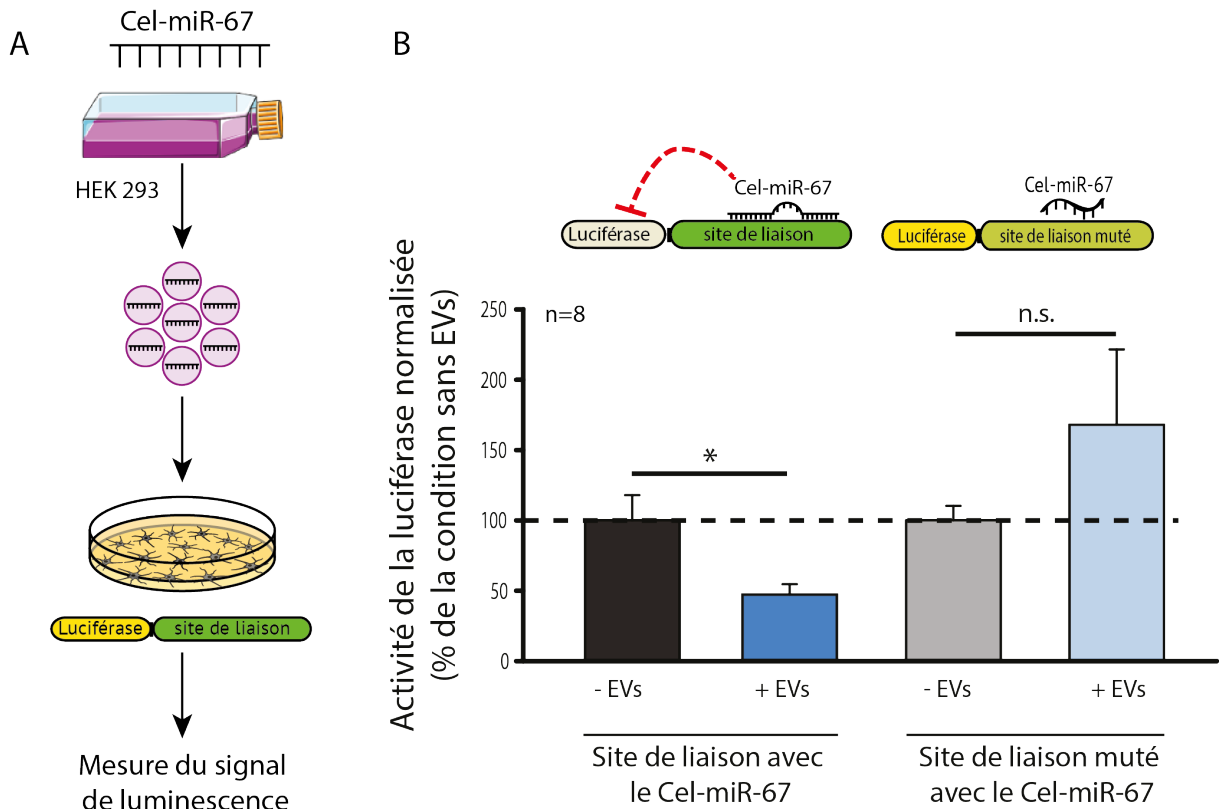 A
Cel-miR-67
HEK 293
Luciférase
site de liaison
Mesure du signal
de luminescence
B
Cel-miR-67
Luciférase
site de liaison
Cel-miR-67
Luciférase
site de liaison muté
Activité de la luciférase normalisée
(% de la condition sans EVs)
250
200
150
100
50
0
n=8
*
n.s.
- EVs
+ EVs
- EVs
+ EVs
Site de liaison avec
le Cel-miR-67
Site de liaison muté
avec le Cel-miR-67